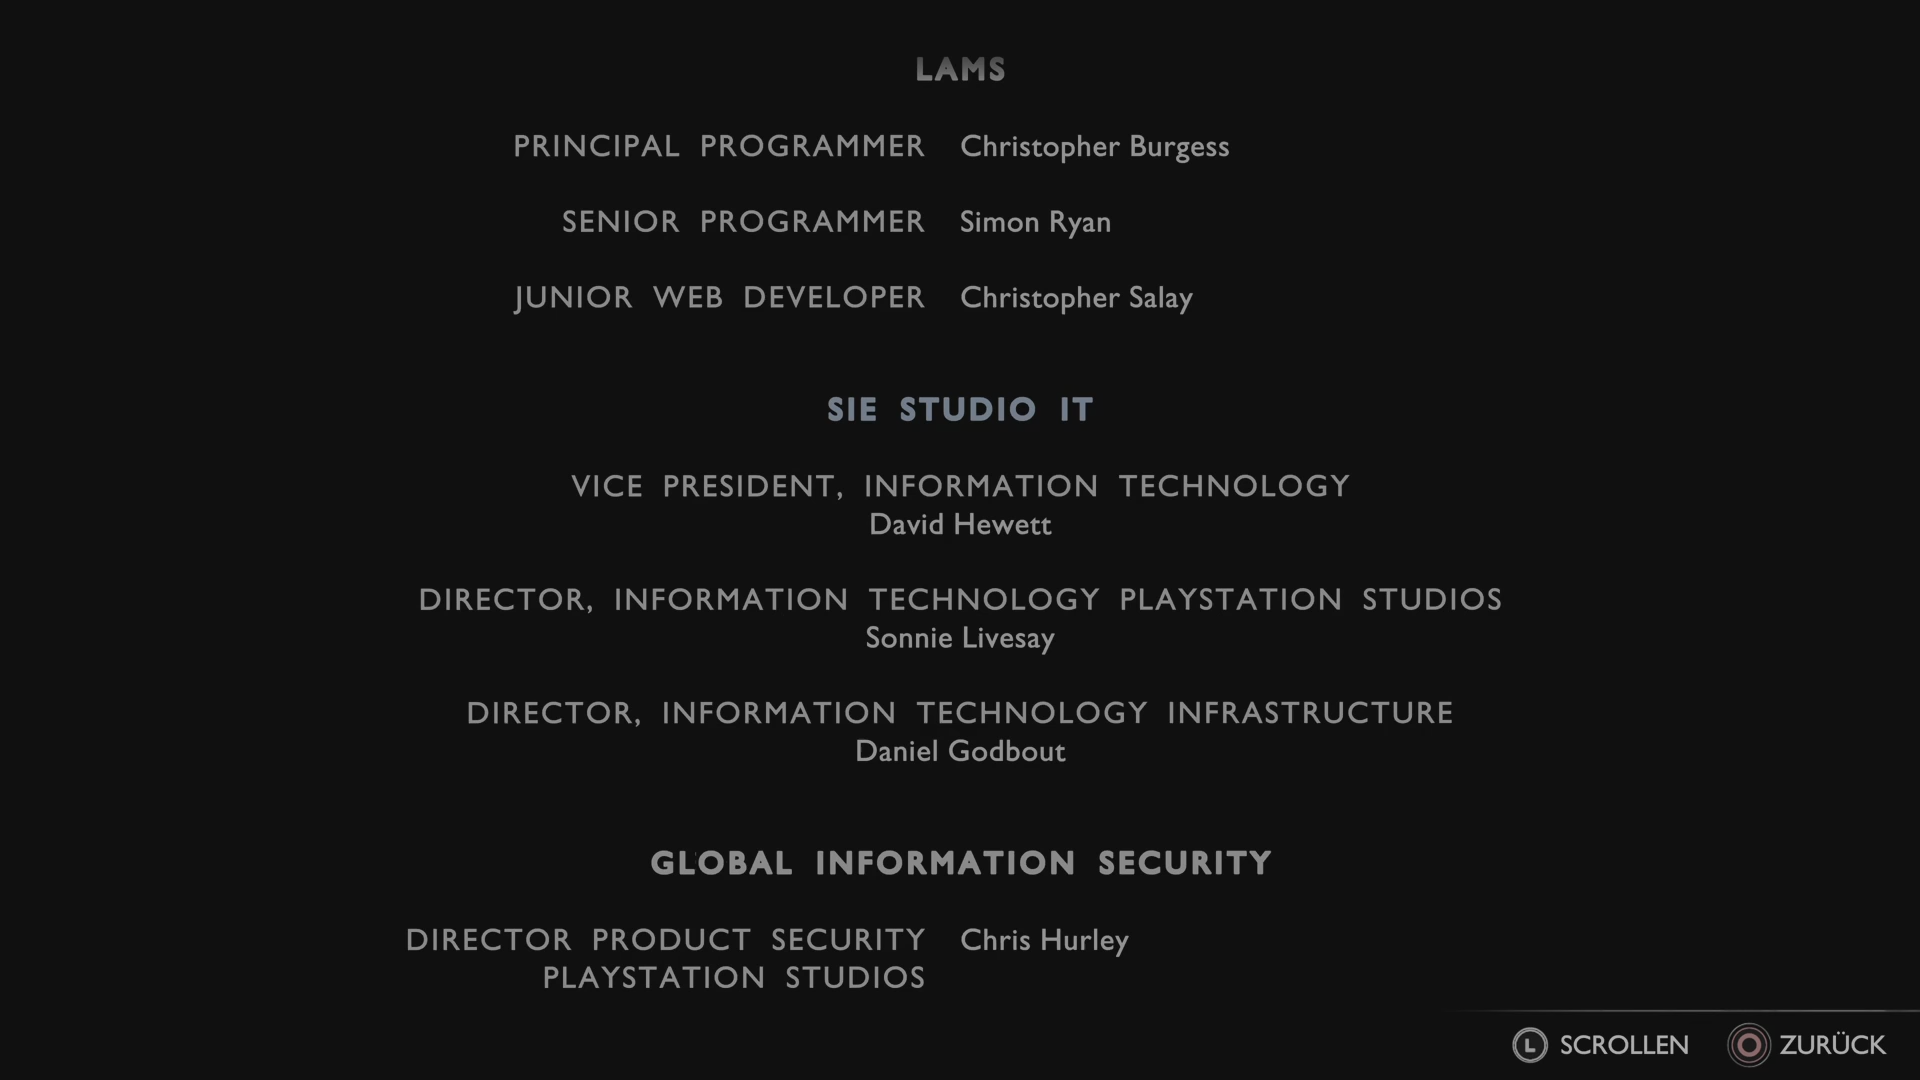 LAMS
PRINCIPAL PROGRAMMER Christopher Burgess
SENIOR PROGRAMMER Simon Ryan
JUNIOR WEB DEVELOPER Christopher Salay
SIE STUDIO IT
VICE PRESIDENT, INFORMATION TECHNOLOGY
David Hewett
DIRECTOR, INFORMATION TECHNOLOGY PLAYSTATION STUDIOS
Sonnie Livesay
DIRECTOR, INFORMATION TECHNOLOGY INFRASTRUCTURE
Daniel Godbout
GLOBAL INFORMATION SECURITY
DIRECTOR PRODUCT SECURITY Chris Hurley
PLAYSTATION STUDIOS
L SCROLLEN ZURÜCK